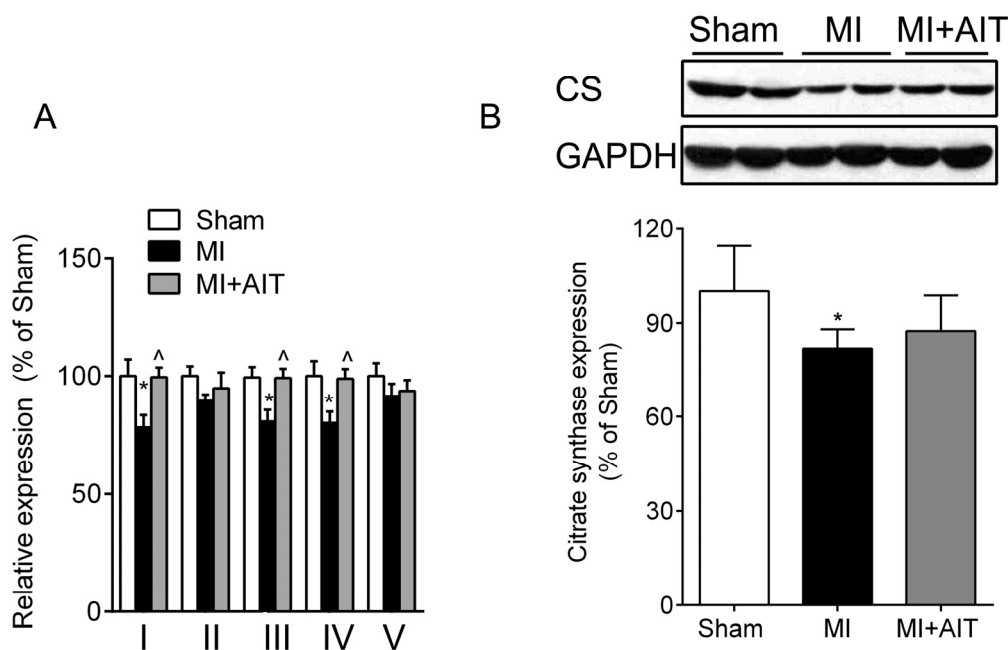 A
Relative expression (% of Sham)
Sham
MI
MI+AIT
150
100
50
0
* ^
* ^
* ^
I II III IV V
B
Sham MI MI+AIT
CS
GAPDH
Citrate synthase expression
(% of Sham)
120
90
60
30
0
*
Sham MI MI+AIT